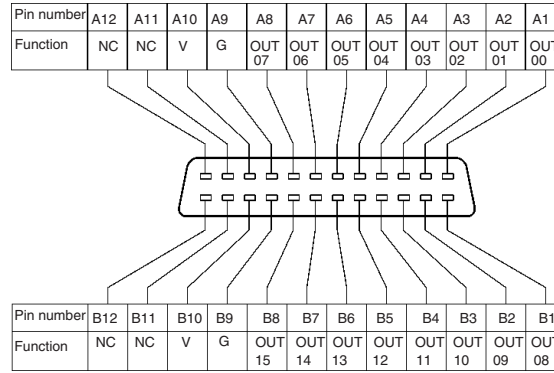 Pin number A12 A11 A10 A9 A8 A7 A6 A5 A4 A3 A2 A1
Function NC NC V G OUT OUT OUT OUT OUT OUT OUT OUT
07 06 05 04 03 02 01 00
Pin number B12 B11 B10 B9 B8 B7 B6 B5 B4 B3 B2 B1
Function NC NC V G OUT OUT OUT OUT OUT OUT OUT OUT
15 14 13 12 11 10 09 08